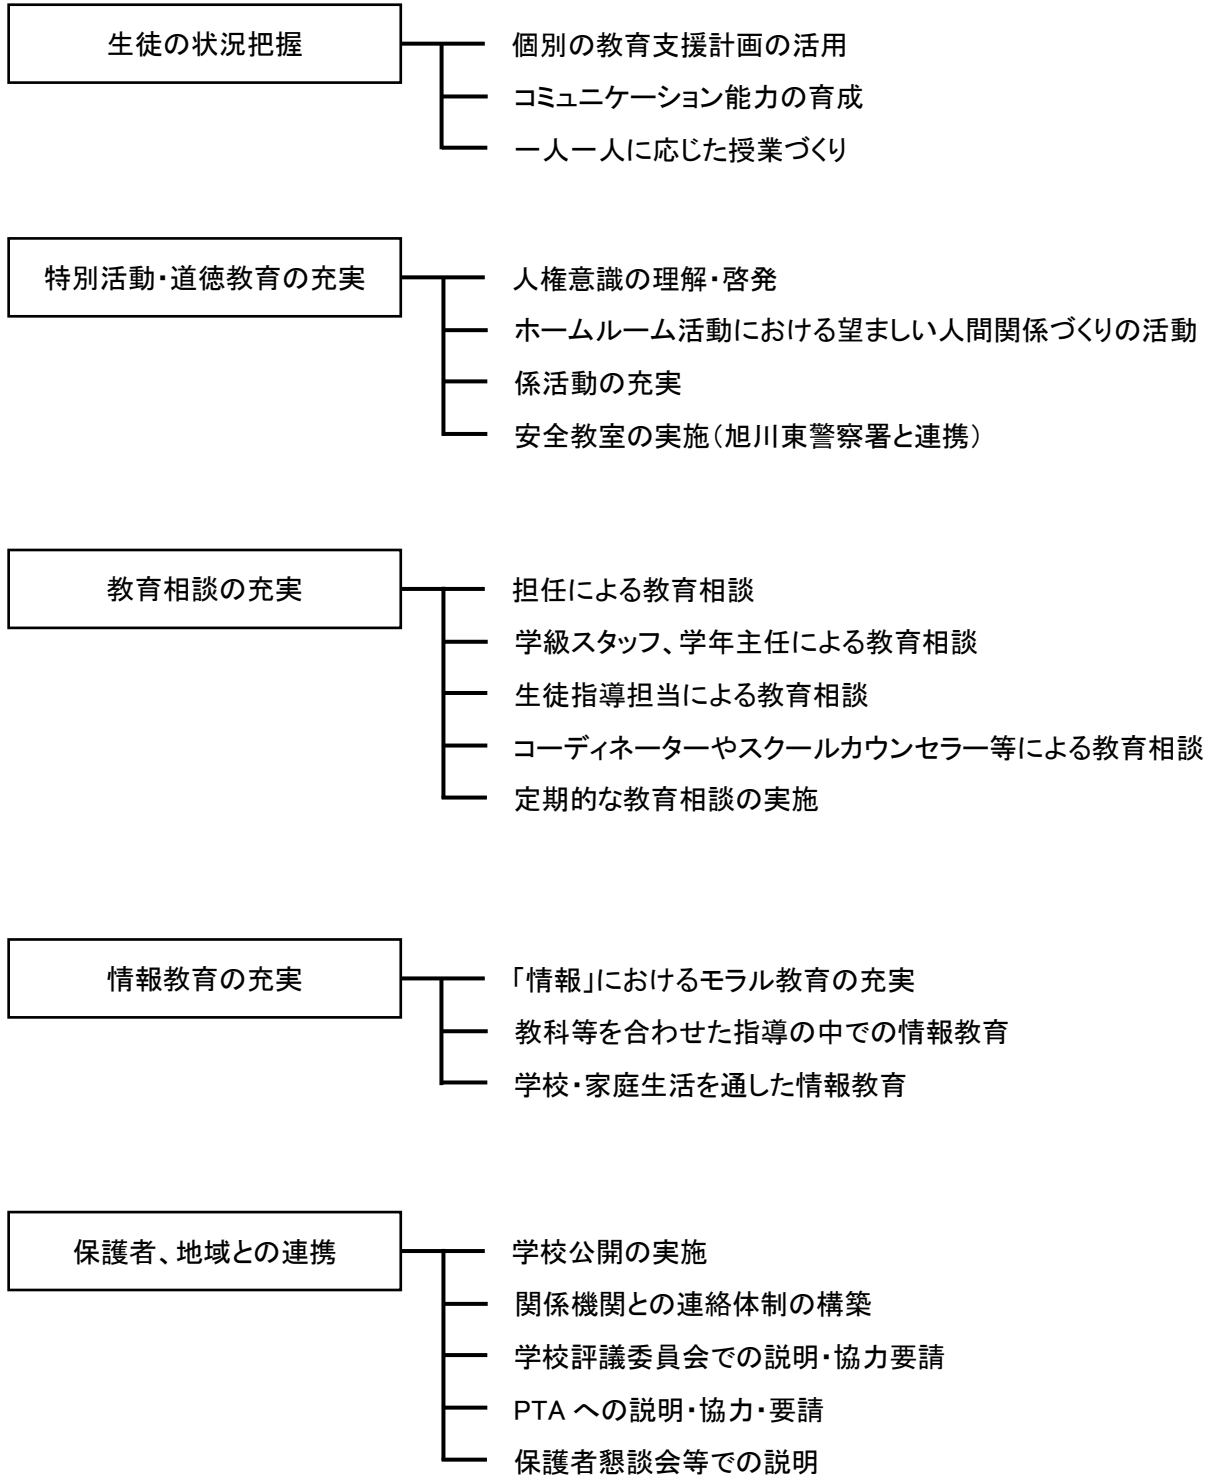 生徒の状況把握
個別の教育支援計画の活用
コミュニケーション能力の育成
一人一人に応じた授業づくり
特別活動・道徳教育の充実
人権意識の理解・啓発
ホームルーム活動における望ましい人間関係づくりの活動
係活動の充実
安全教室の実施（旭川東警察署と連携）
教育相談の充実
担任による教育相談
学級スタッフ、学年主任による教育相談
生徒指導担当による教育相談
コーディネーターやスクールカウンセラー等による教育相談
定期的な教育相談の実施
情報教育の充実
「情報」におけるモラル教育の充実
教科等を合わせた指導の中での情報教育
学校・家庭生活を通した情報教育
保護者、地域との連携
学校公開の実施
関係機関との連絡体制の構築
学校評議委員会での説明・協力要請
PTA への説明・協力・要請
保護者懇談会等での説明